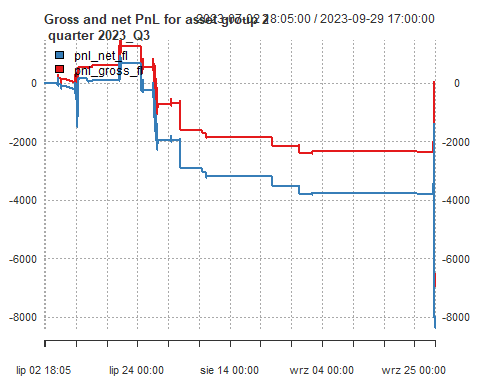 Gross and net PnL for asset group 2
2023-07-02 18:05:00 / 2023-09-29 17:00:00
quarter 2023_Q3
pnl_net_fl
pnl_gross_fl
0
0
-2000
-2000
-4000
-4000
-6000
-6000
-8000
-8000
lip 02 18:05
lip 24 00:00
sie 14 00:00
wrz 04 00:00
wrz 25 00:00